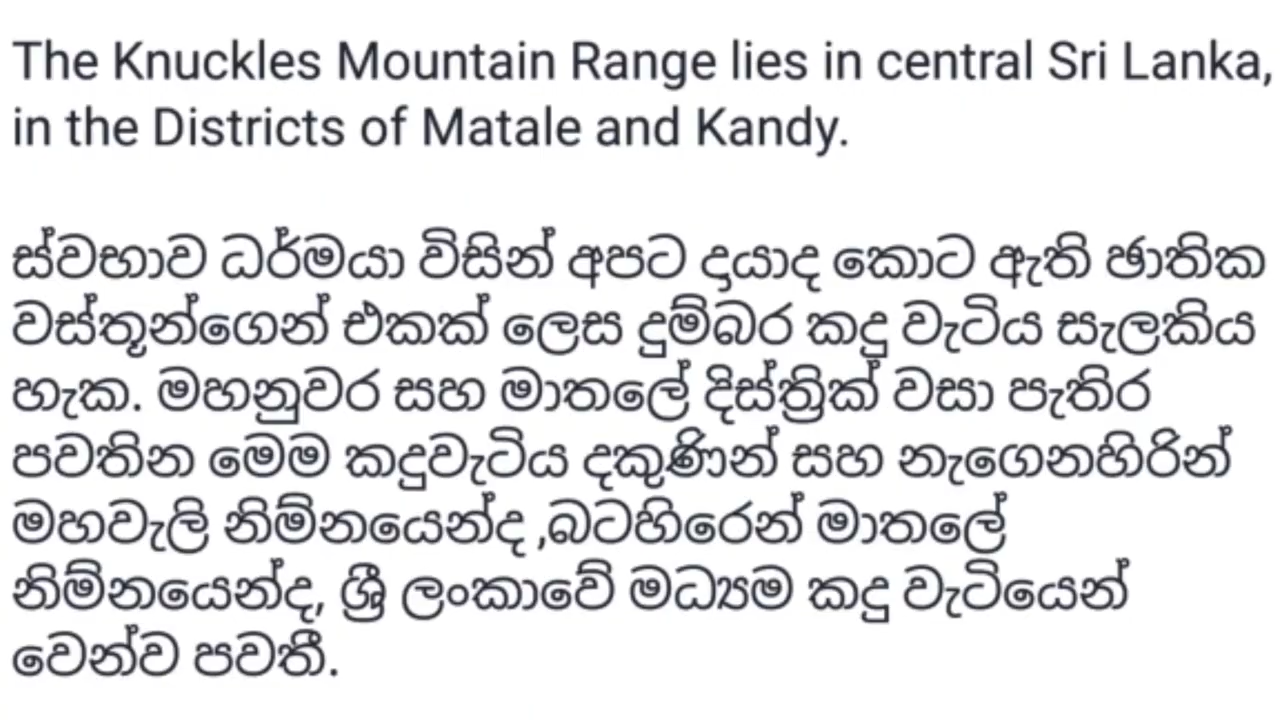 The Knuckles Mountain Range lies in central Sri Lanka,
in the Districts of Matale and Kandy.
ස්වභාව ධර්මයා විසින් අපට දායාද කොට ඇති ඡාතික
වස්තූන්ගෙන් එකක් ලෙස දුම්බර කදු වැටිය සැලකිය
හැක. මහනුවර සහ මාතලේ දිස්ත්‍රික් වසා පැතිර
පවතින මෙම කදුවැටිය දකුණින් සහ නැගෙනහිරින්
මහවැලි නිම්නයෙන්ද ,බටහිරෙන් මාතලේ
නිම්නයෙන්ද, ශ්‍රී ලංකාවේ මධ්‍යම කදු වැටියෙන්
වෙන්ව පවතී.